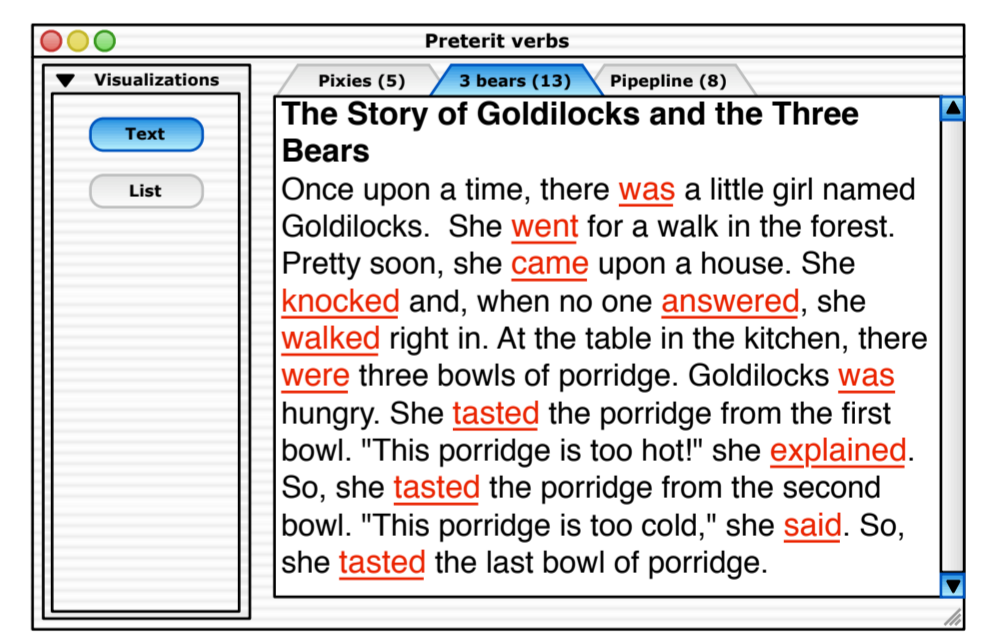 Preterit verbs
Visualizations
Text
List
Pixies (5)
3 bears (13)
Pipepline (8)
The Story of Goldilocks and the Three
Bears
Once upon a time, there was a little girl named
Goldilocks.  She went for a walk in the forest.
Pretty soon, she came upon a house. She
knocked and, when no one answered, she
walked right in. At the table in the kitchen, there
were three bowls of porridge. Goldilocks was
hungry. She tasted the porridge from the first
bowl. "This porridge is too hot!" she explained.
So, she tasted the porridge from the second
bowl. "This porridge is too cold," she said. So,
she tasted the last bowl of porridge.